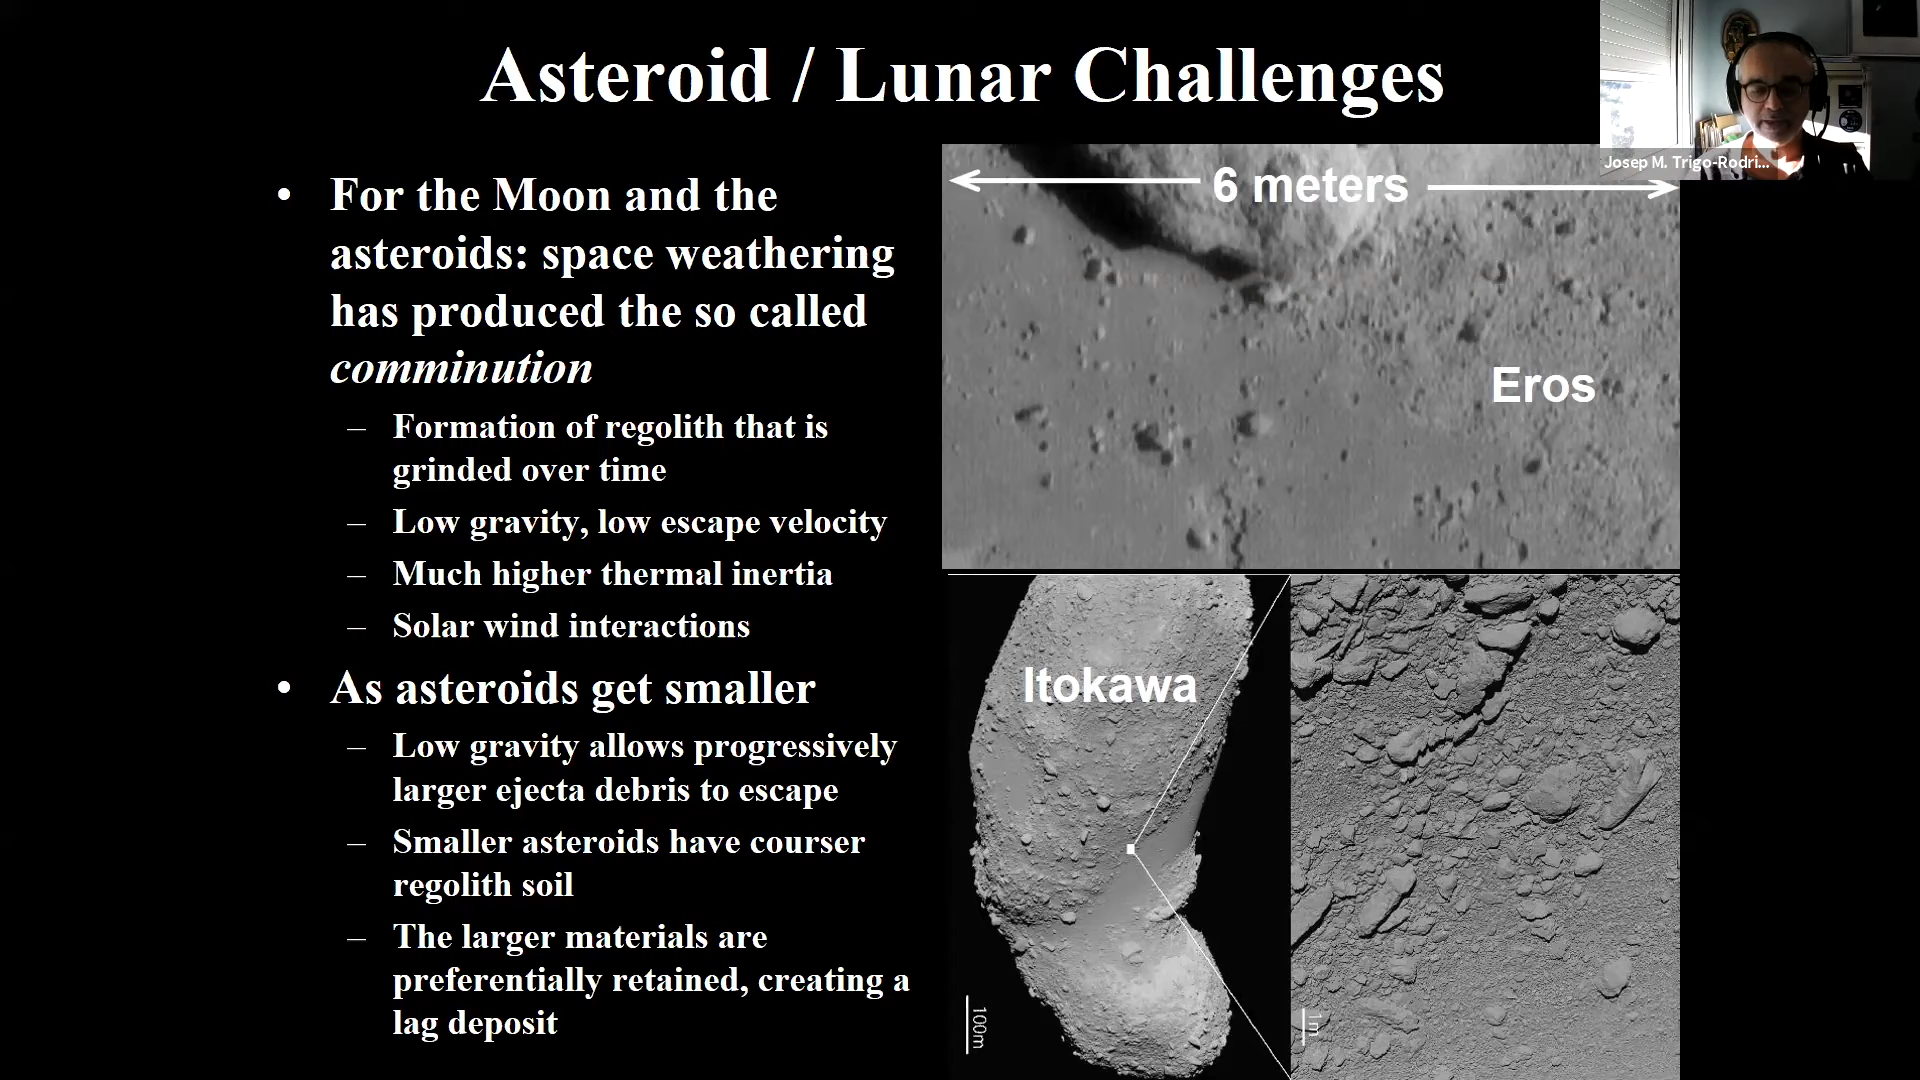 Asteroid / Lunar Challenges
Josep M. Trigo-Rodri...
• For the Moon and the
asteroids: space weathering
has produced the so called
comminution
– Formation of regolith that is
grinded over time
– Low gravity, low escape velocity
– Much higher thermal inertia
– Solar wind interactions
• As asteroids get smaller
– Low gravity allows progressively
larger ejecta debris to escape
– Smaller asteroids have courser
regolith soil
– The larger materials are
preferentially retained, creating a
lag deposit
6 meters
Eros
Itokawa
100m
1m